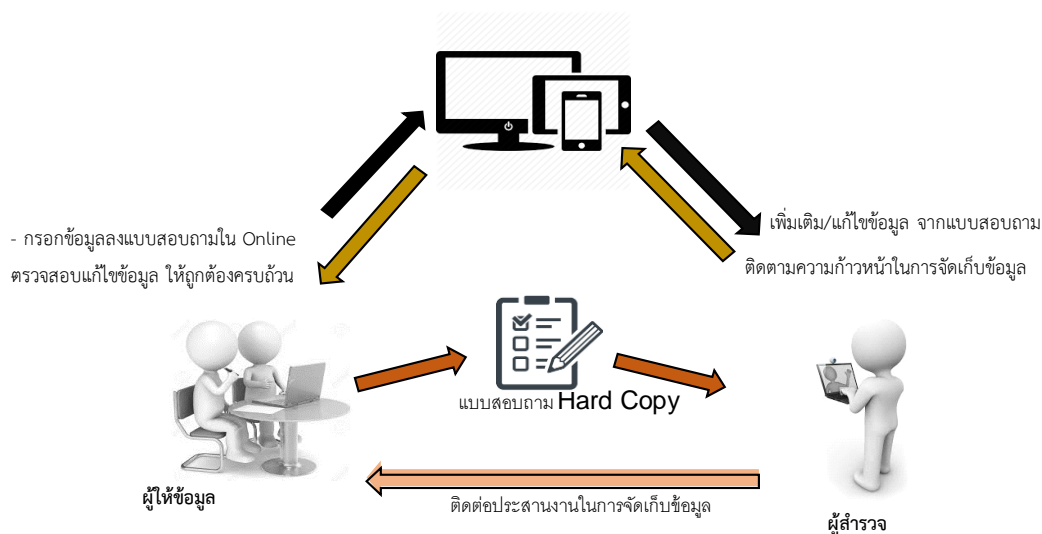 - กรอกข้อมูลลงแบบสอบถามใน Online
ตรวจสอบแก้ไขข้อมูล ให้ถูกต้องครบถ้วน
เพิ่มเติม/แก้ไขข้อมูล จากแบบสอบถาม
ติดตามความก้าวหน้าในการจัดเก็บข้อมูล
แบบสอบถาม Hard Copy
ผู้ให้ข้อมูล
ติดต่อประสานงานในการจัดเก็บข้อมูล
ผู้สำรวจ